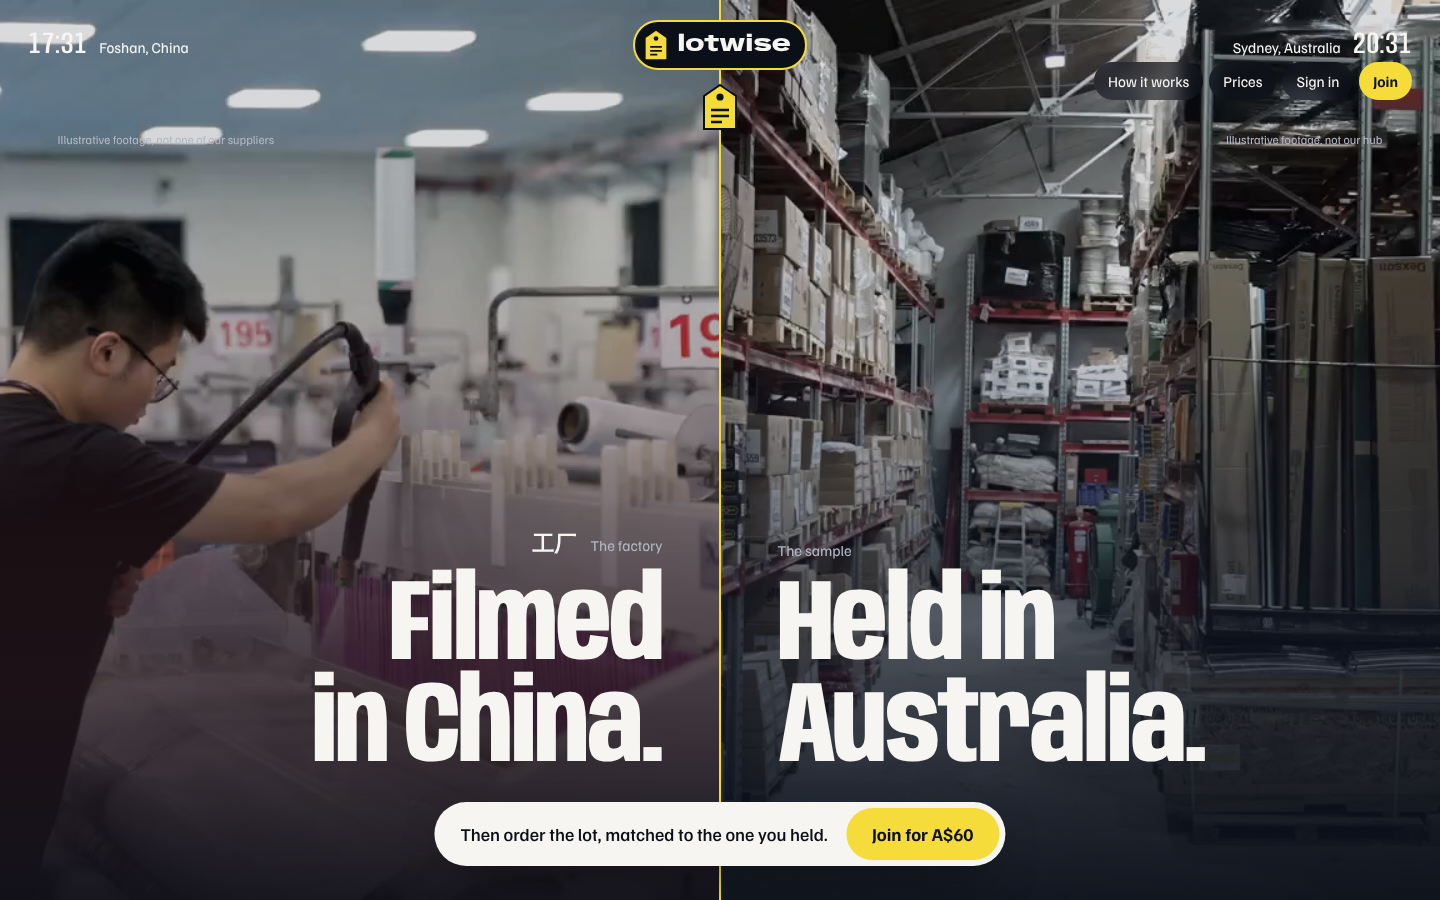 17:31 Foshan, China
lotwise
Sydney, Australia 20:31
How it works Prices Sign in Join
Illustrative footage, not one of our suppliers
Illustrative footage, not our hub
195
19
工厂 The factory
Filmed
in China.
The sample
Held in
Australia.
Then order the lot, matched to the one you held.
Join for A$60